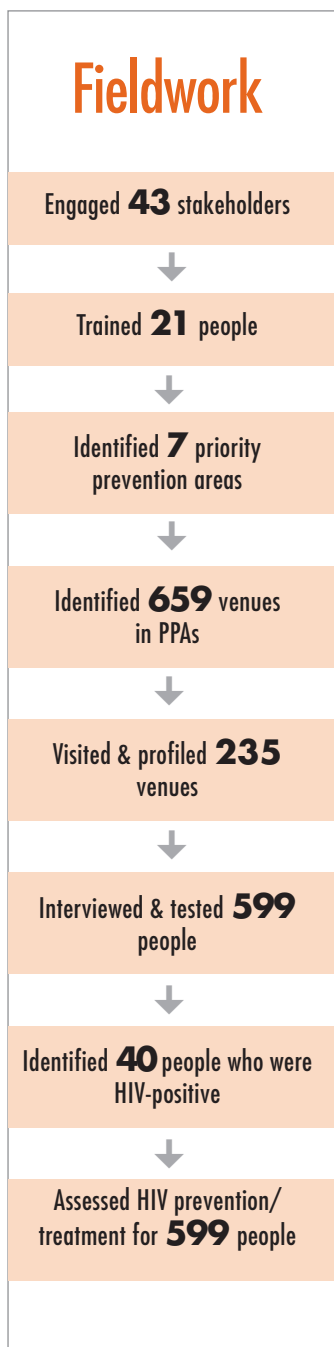 Fieldwork
Engaged 43 stakeholders
Trained 21 people
Identified 7 priority
prevention areas
Identified 659 venues
in PPAs
Visited & profiled 235
venues
Interviewed & tested 599
people
Identified 40 people who were
HIV-positive
Assessed HIV prevention/
treatment for 599 people